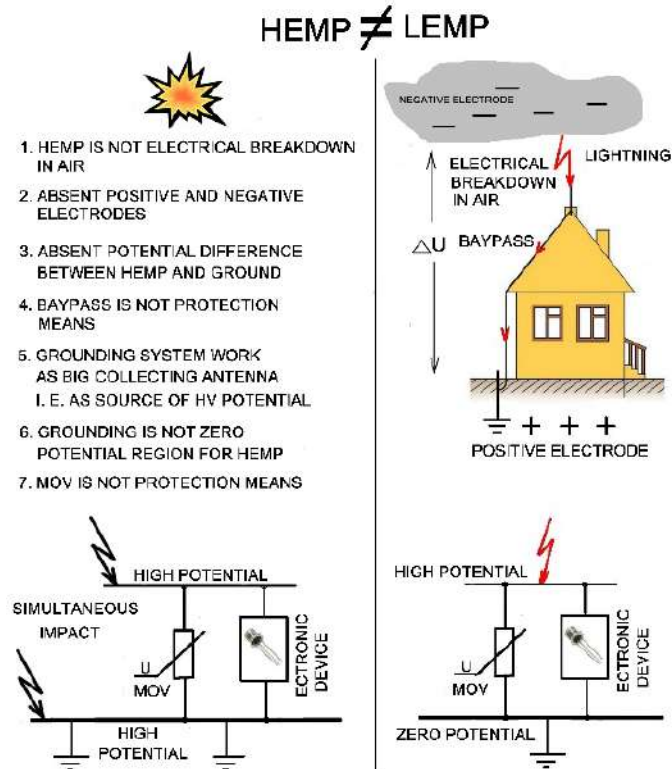 HEMP ≠ LEMP
1. HEMP IS NOT ELECTRICAL BREAKDOWN
IN AIR
2. ABSENT POSITIVE AND NEGATIVE
ELECTRODES
3. ABSENT POTENTIAL DIFFERENCE
BETWEEN HEMP AND GROUND
4. BAYPASS IS NOT PROTECTION
MEANS
5. GROUNDING SYSTEM WORK
AS BIG COLLECTING ANTENNA
I. E. AS SOURCE OF HV POTENTIAL
6. GROUNDING IS NOT ZERO
POTENTIAL REGION FOR HEMP
7. MOV IS NOT PROTECTION MEANS
HIGH POTENTIAL
SIMULTANEOUS
IMPACT
U
MOV
ECTRONIC
DEVICE
HIGH
POTENTIAL
NEGATIVE ELECTRODE
LIGHTNING
ELECTRICAL
BREAKDOWN
IN AIR
△U
BAYPASS
+ + +
POSITIVE ELECTRODE
HIGH POTENTIAL
U
MOV
ECTRONIC
DEVICE
ZERO POTENTIAL